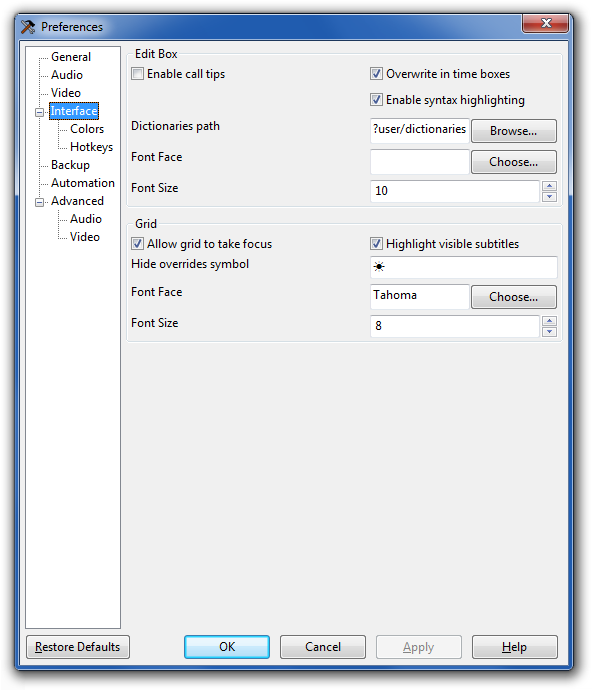 Preferences
General
Audio
Video
Interface
Colors
Hotkeys
Backup
Automation
Advanced
Audio
Video
Edit Box
Enable call tips
Overwrite in time boxes
Enable syntax highlighting
Dictionaries path
?user/dictionaries
Browse...
Font Face
Choose...
Font Size
10
Grid
Allow grid to take focus
Highlight visible subtitles
Hide overrides symbol
☀
Font Face
Tahoma
Choose...
Font Size
8
Restore Defaults
OK
Cancel
Apply
Help